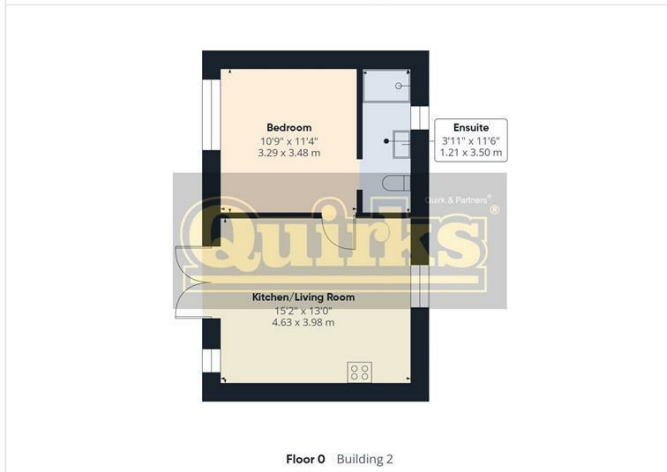 Bedroom
10'9" x 11'4"
3.29 x 3.48 m
Ensuite
3'11" x 11'6"
1.21 x 3.50 m
Quirk & Partners®
Quirks®
Kitchen/Living Room
15'2" x 13'0"
4.63 x 3.98 m
Floor 0 Building 2